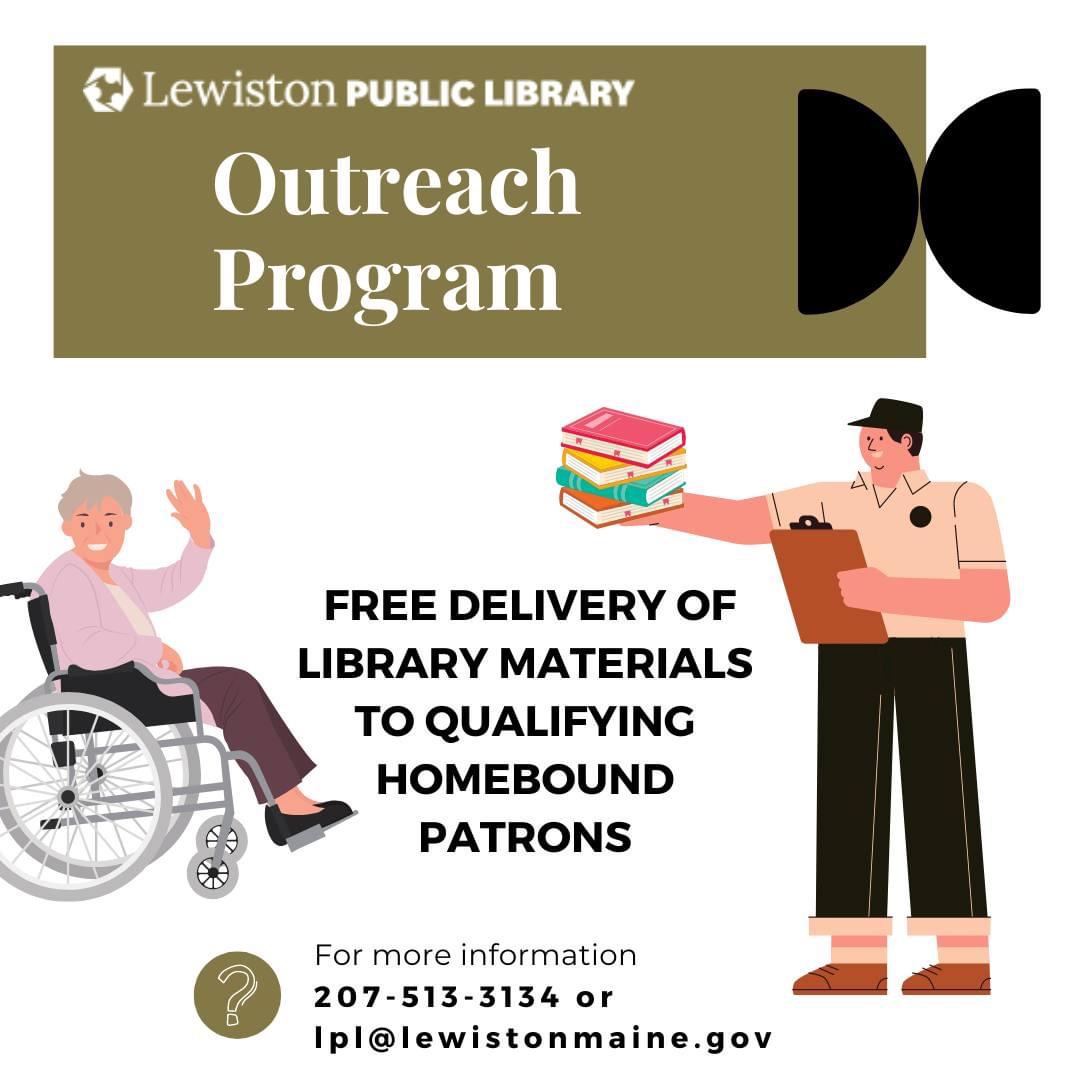 Lewiston PUBLIC LIBRARY
Outreach
Program
FREE DELIVERY OF
LIBRARY MATERIALS
TO QUALIFYING
HOMEBOUND
PATRONS
?
For more information
207-513-3134 or
lpl@lewistonmaine.gov